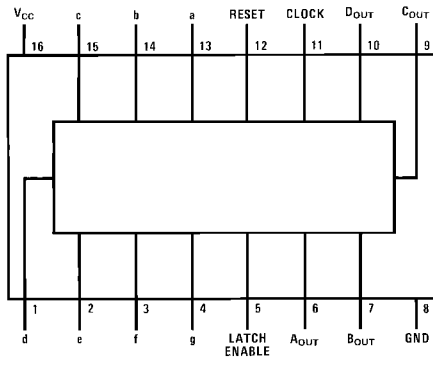 VCC c b a RESET CLOCK DOUT COUT
16 15 14 13 12 11 10 9
1 2 3 4 5 6 7 8
d e f g LATCH ENABLE AOUT BOUT GND